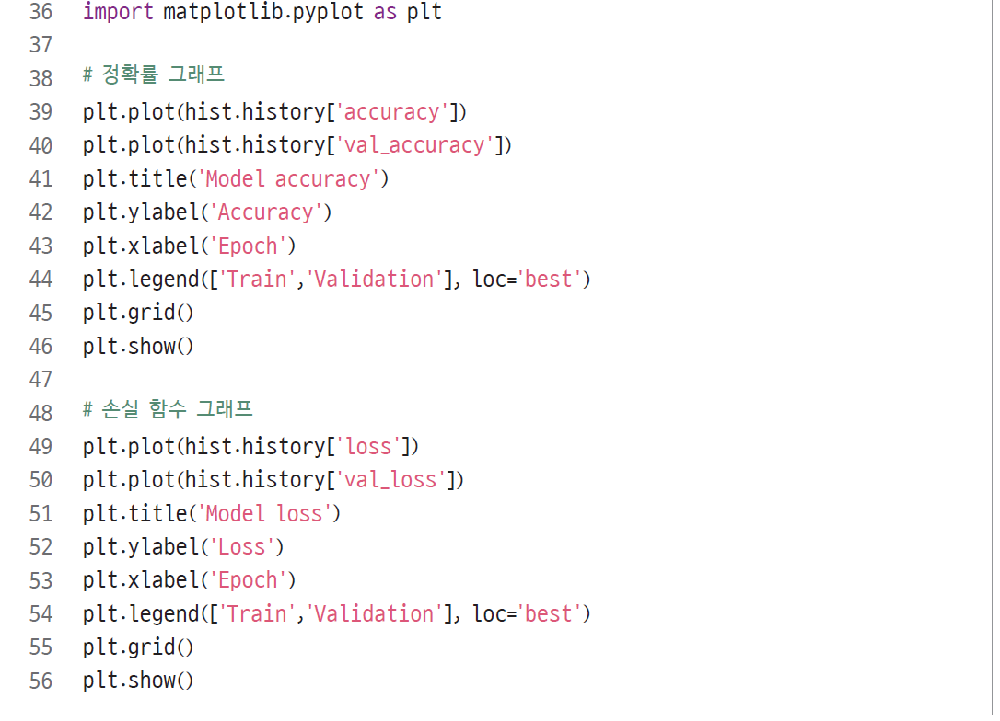 36 import matplotlib.pyplot as plt
37
38 # 정확률 그래프
39 plt.plot(hist.history['accuracy'])
40 plt.plot(hist.history['val_accuracy'])
41 plt.title('Model accuracy')
42 plt.ylabel('Accuracy')
43 plt.xlabel('Epoch')
44 plt.legend(['Train','Validation'], loc='best')
45 plt.grid()
46 plt.show()
47
48 # 손실 함수 그래프
49 plt.plot(hist.history['loss'])
50 plt.plot(hist.history['val_loss'])
51 plt.title('Model loss')
52 plt.ylabel('Loss')
53 plt.xlabel('Epoch')
54 plt.legend(['Train','Validation'], loc='best')
55 plt.grid()
56 plt.show()